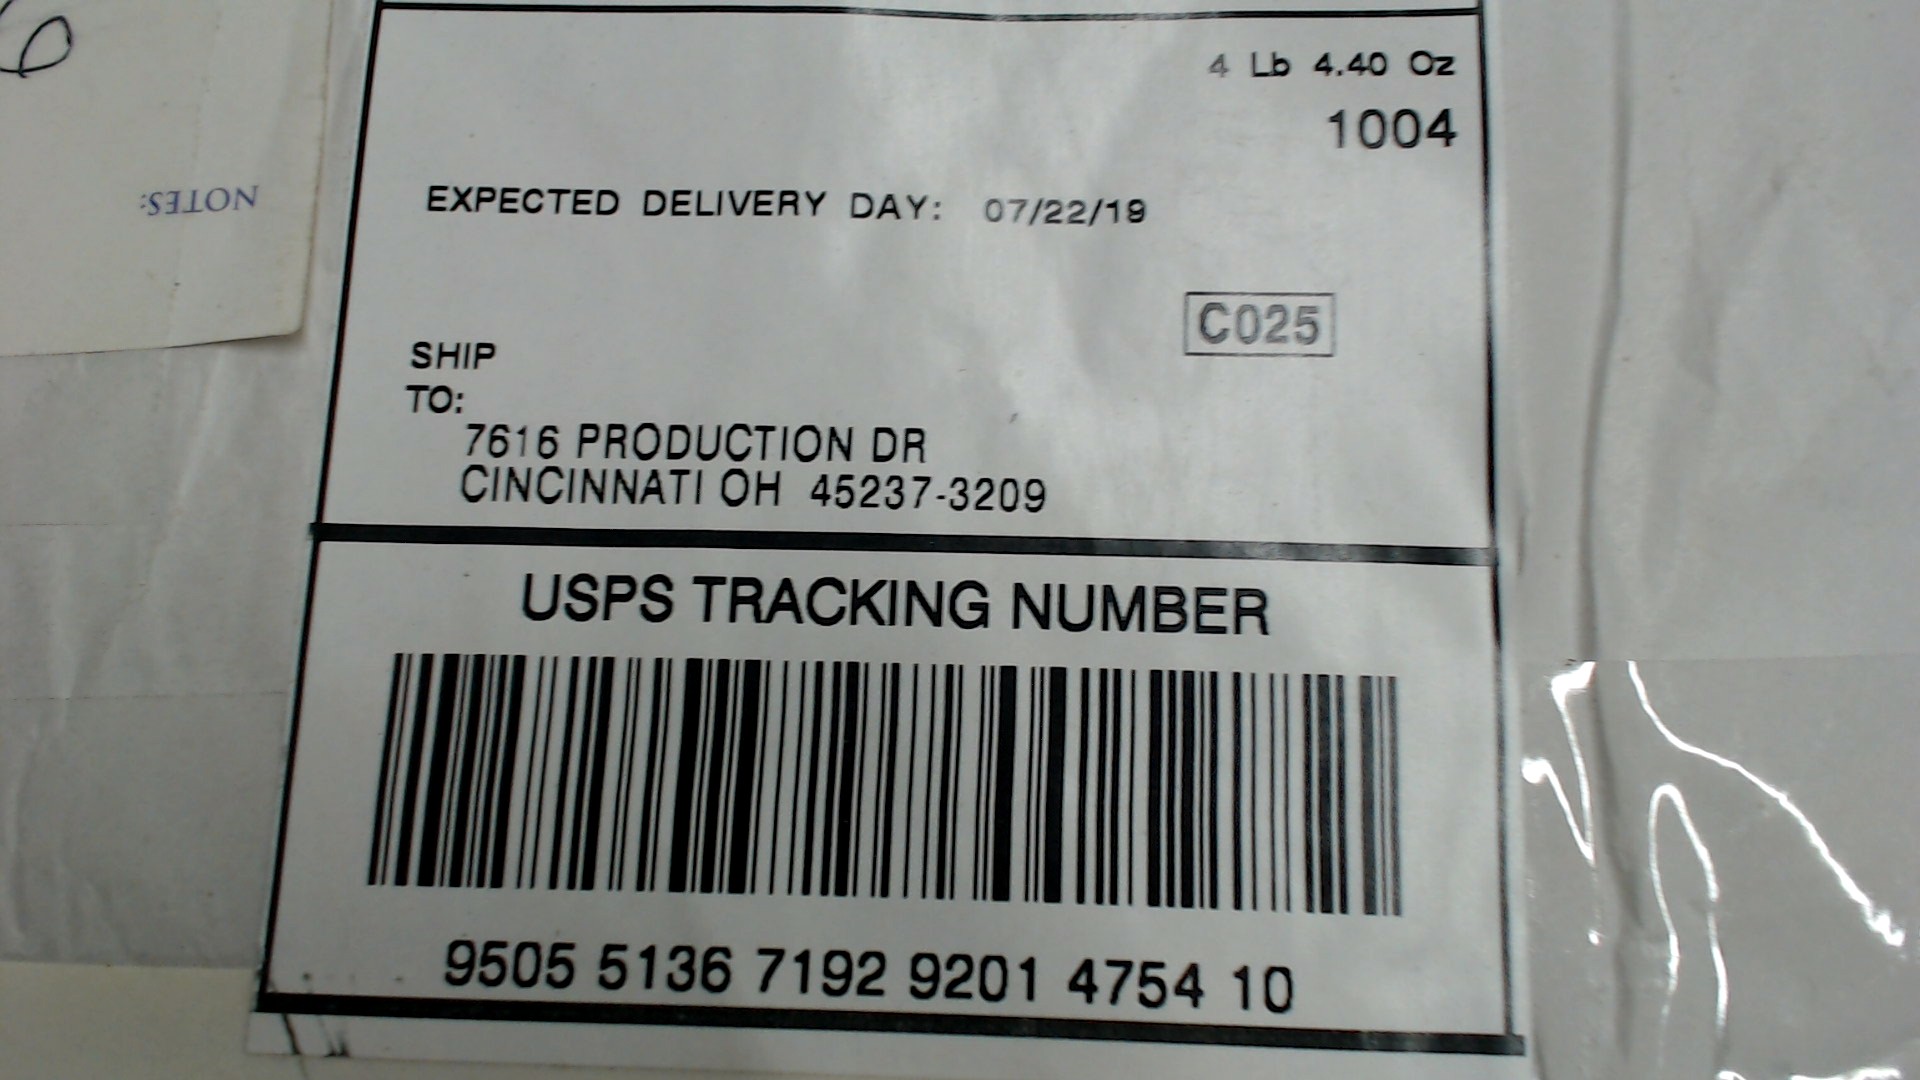 6
4 Lb 4.40 Oz
1004
NOTES:
EXPECTED DELIVERY DAY: 07/22/19
C025
SHIP
TO:
7616 PRODUCTION DR
CINCINNATI OH 45237-3209
USPS TRACKING NUMBER
9505 5136 7192 9201 4754 10